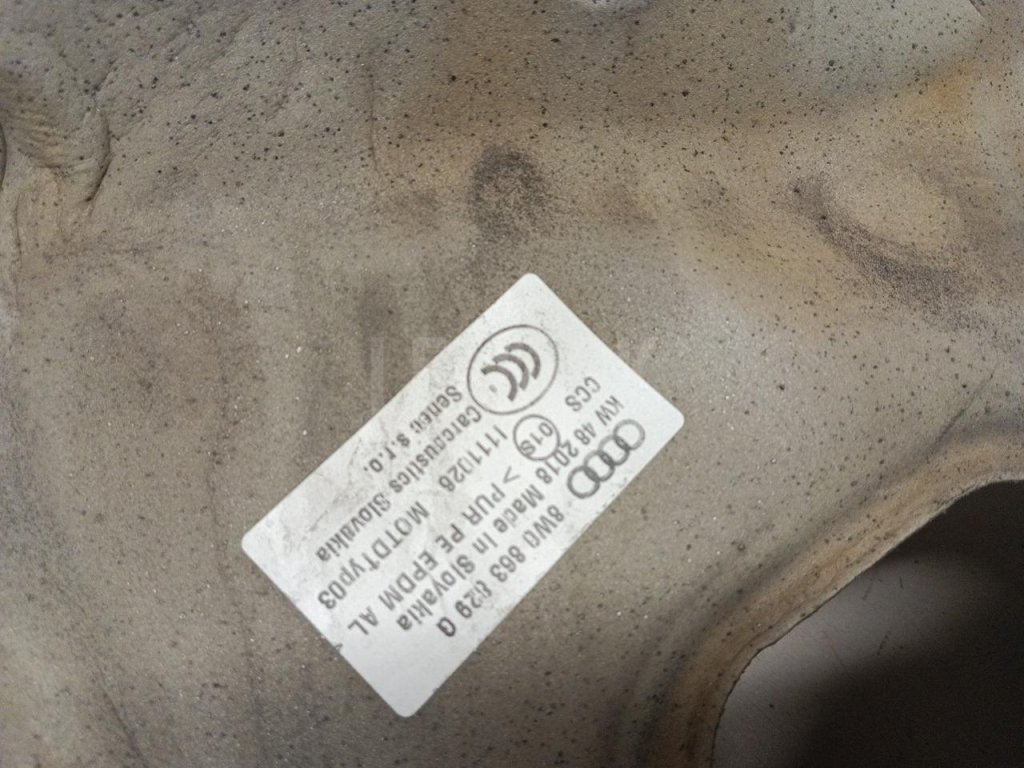 8W0 863 829 G
KW 48 2018 Made In Slovakia
CCS 01S > PUR PE EPDM AL
1111026 MOTDTyp03
Carcoustics Slovakia
Senec s.r.o.